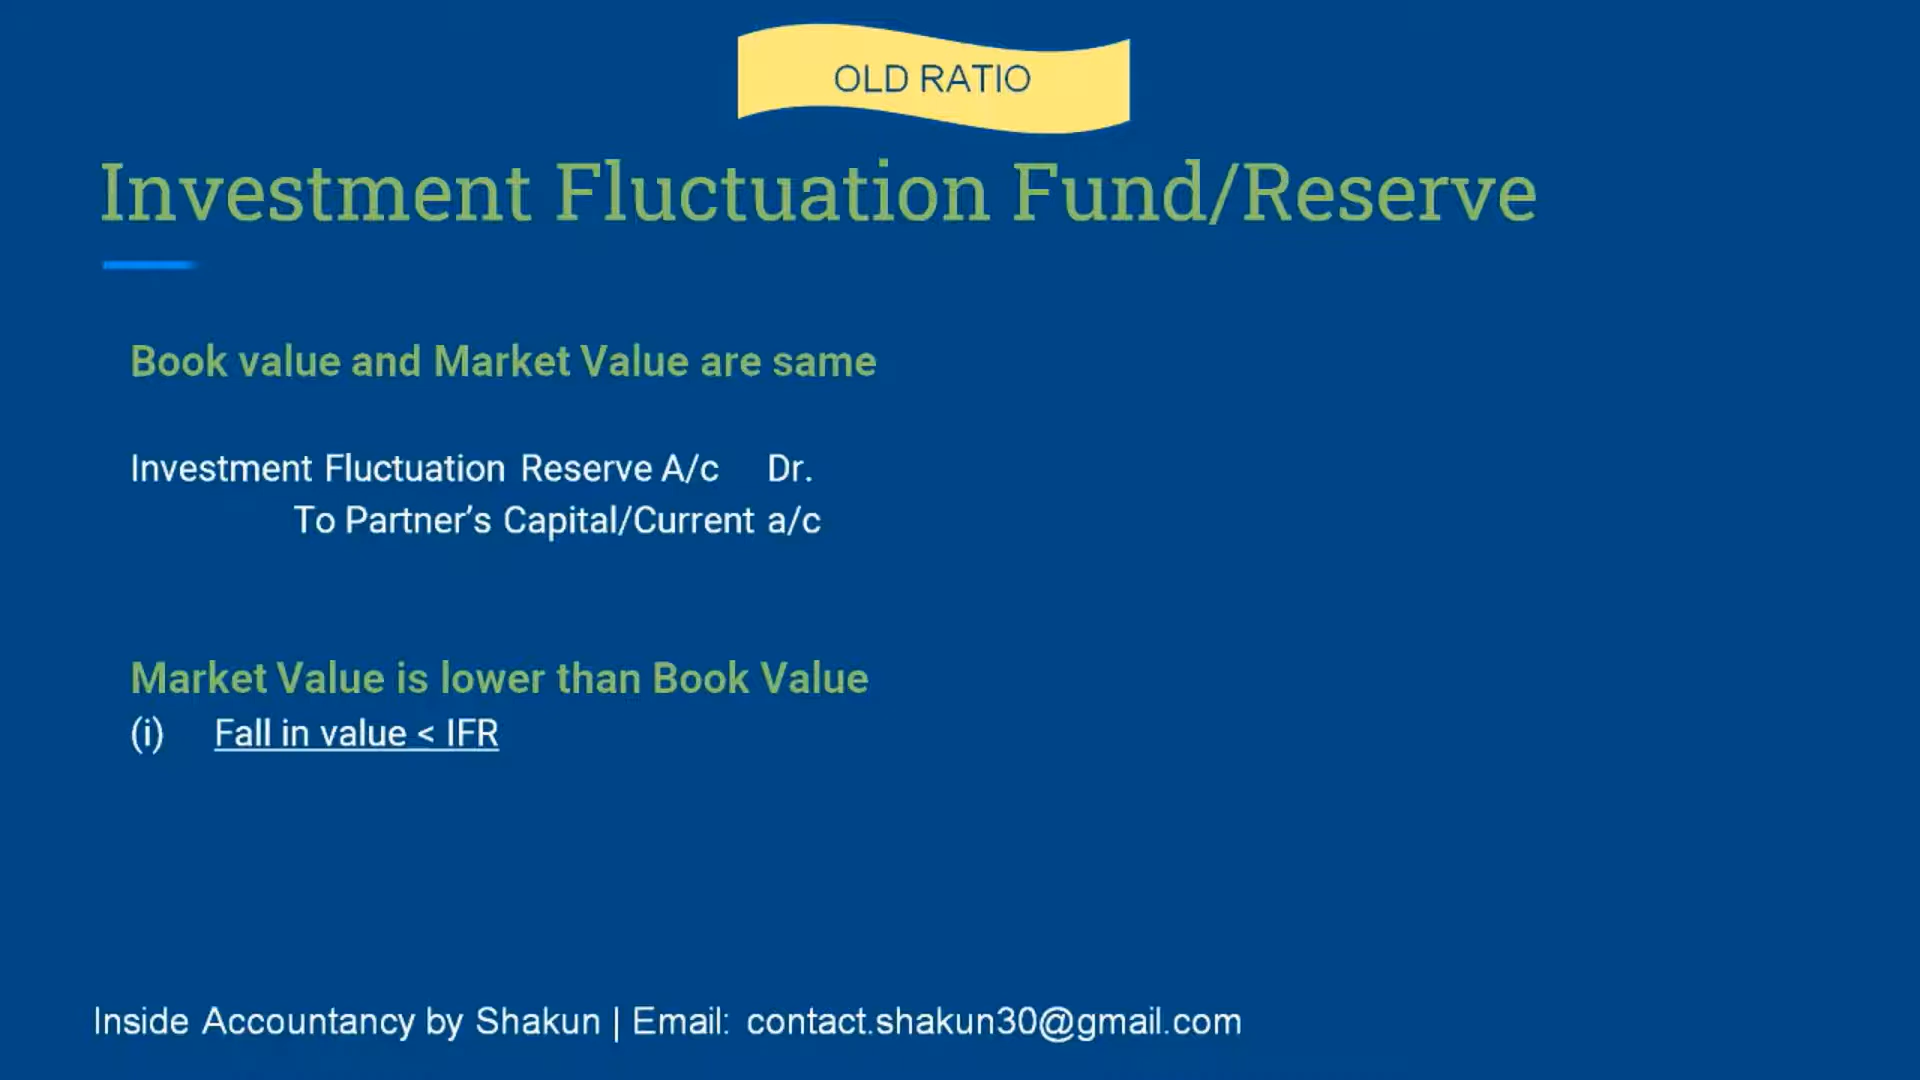 OLD RATIO
Investment Fluctuation Fund/Reserve
Book value and Market Value are same
Investment Fluctuation Reserve A/c Dr.
To Partner’s Capital/Current a/c
Market Value is lower than Book Value
(i) Fall in value < IFR
Inside Accountancy by Shakun | Email: contact.shakun30@gmail.com